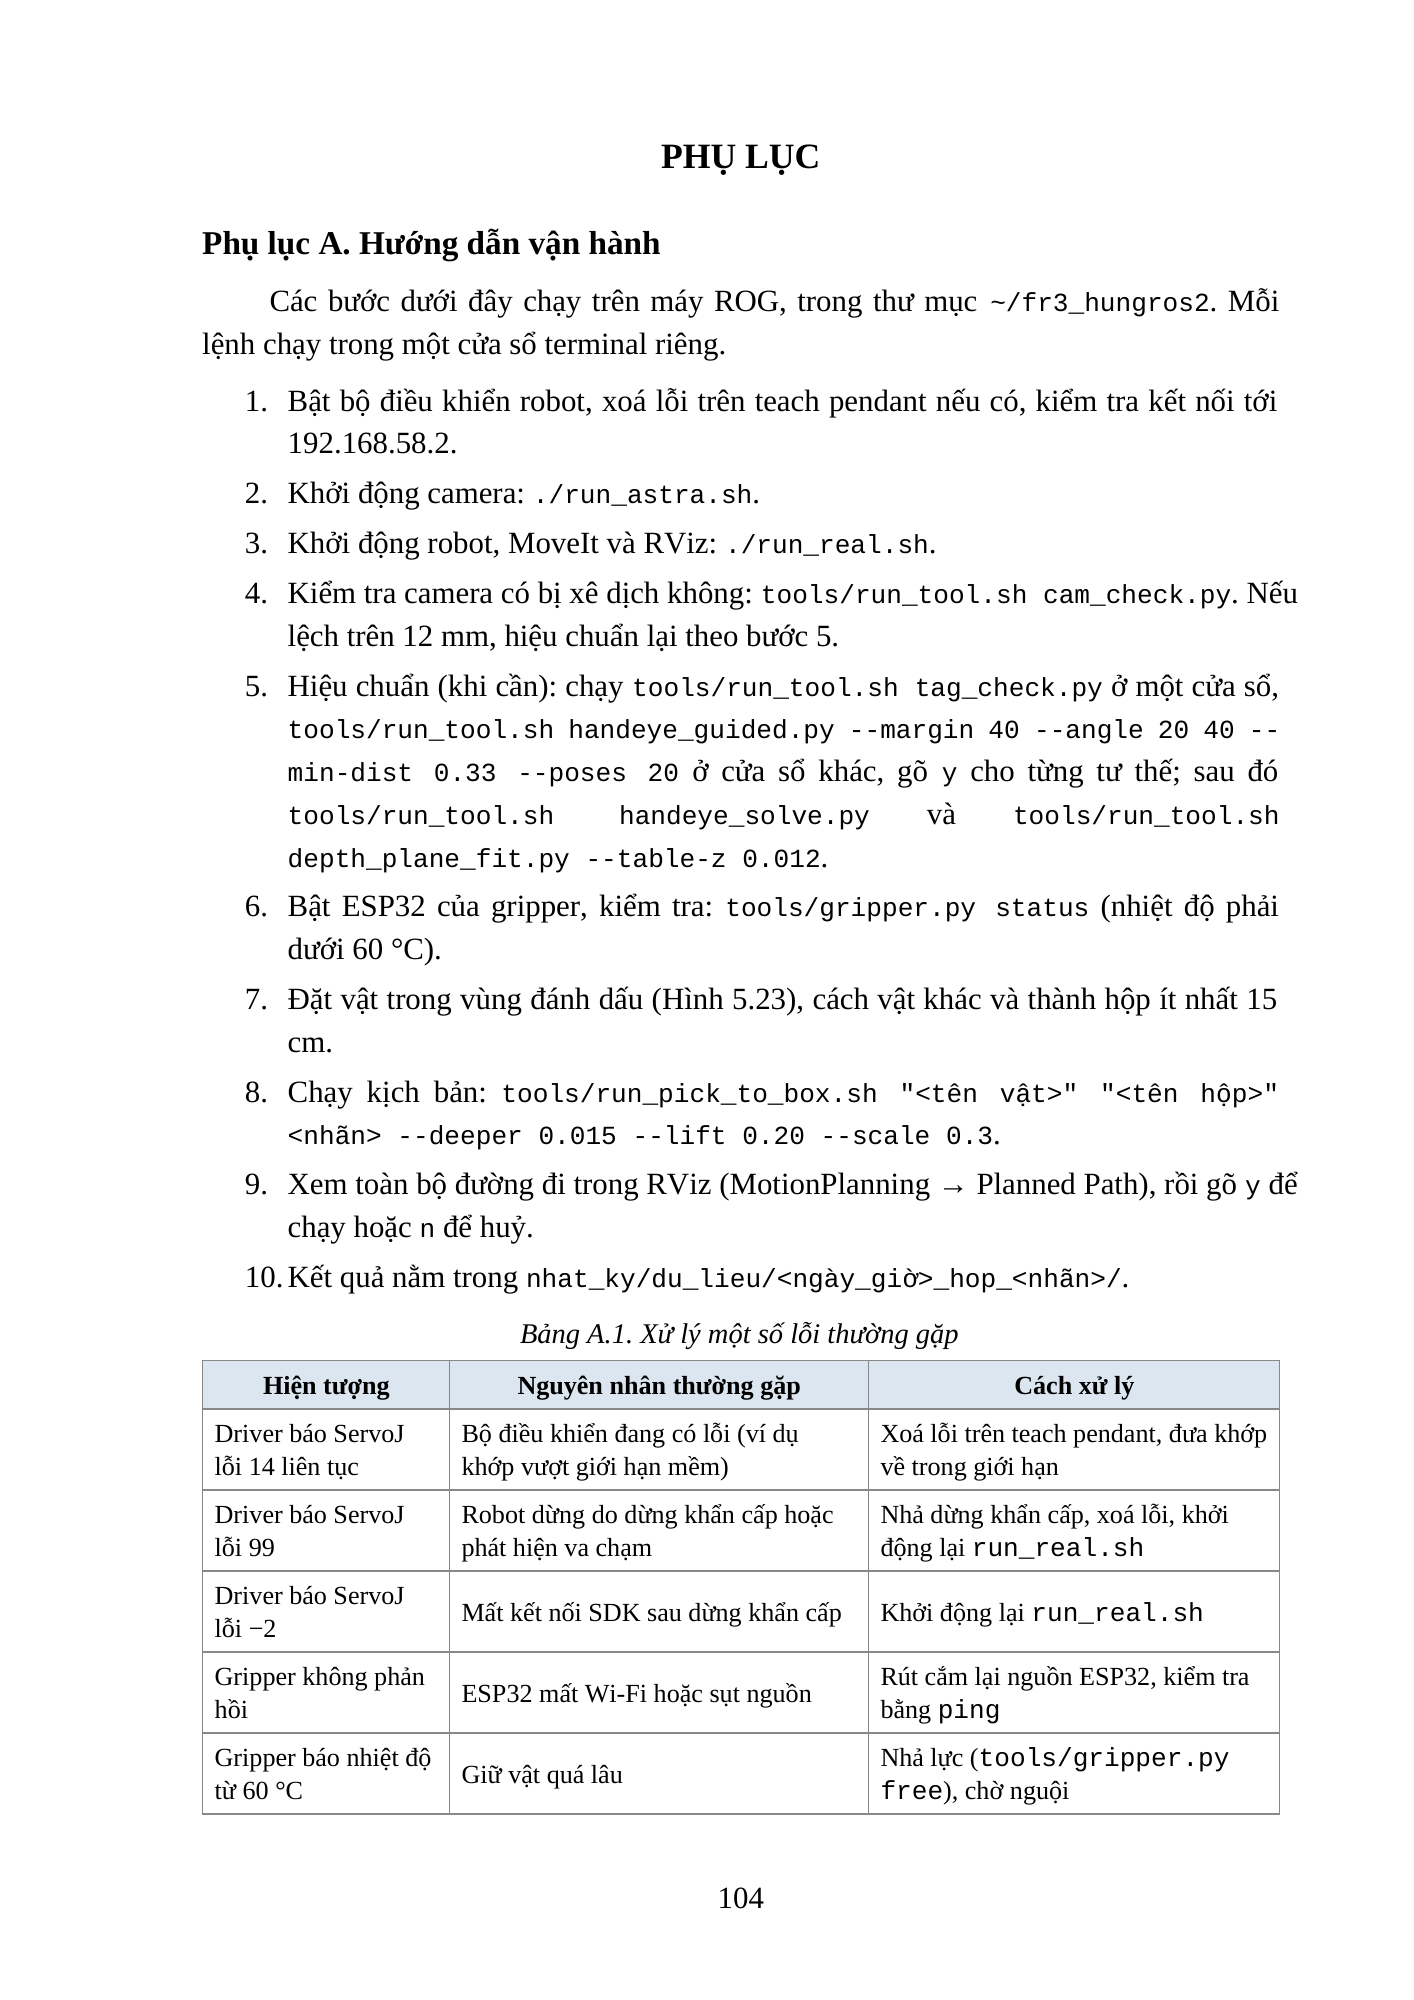 PHỤ LỤC
Phụ lục A. Hướng dẫn vận hành
Các bước dưới đây chạy trên máy ROG, trong thư mục ~/fr3_hungros2. Mỗi
lệnh chạy trong một cửa sổ terminal riêng.
1. Bật bộ điều khiển robot, xoá lỗi trên teach pendant nếu có, kiểm tra kết nối tới
192.168.58.2.
2. Khởi động camera: ./run_astra.sh.
3. Khởi động robot, MoveIt và RViz: ./run_real.sh.
4. Kiểm tra camera có bị xê dịch không: tools/run_tool.sh cam_check.py. Nếu
lệch trên 12 mm, hiệu chuẩn lại theo bước 5.
5. Hiệu chuẩn (khi cần): chạy tools/run_tool.sh tag_check.py ở một cửa sổ,
tools/run_tool.sh handeye_guided.py --margin 40 --angle 20 40 --
min-dist 0.33 --poses 20 ở cửa sổ khác, gõ y cho từng tư thế; sau đó
tools/run_tool.sh handeye_solve.py và tools/run_tool.sh
depth_plane_fit.py --table-z 0.012.
6. Bật ESP32 của gripper, kiểm tra: tools/gripper.py status (nhiệt độ phải
dưới 60 °C).
7. Đặt vật trong vùng đánh dấu (Hình 5.23), cách vật khác và thành hộp ít nhất 15
cm.
8. Chạy kịch bản: tools/run_pick_to_box.sh "<tên vật>" "<tên hộp>"
<nhãn> --deeper 0.015 --lift 0.20 --scale 0.3.
9. Xem toàn bộ đường đi trong RViz (MotionPlanning → Planned Path), rồi gõ y để
chạy hoặc n để huỷ.
10. Kết quả nằm trong nhat_ky/du_lieu/<ngày_giờ>_hop_<nhãn>/.
Bảng A.1. Xử lý một số lỗi thường gặp
Hiện tượng Nguyên nhân thường gặp Cách xử lý
Driver báo ServoJ
lỗi 14 liên tục
Bộ điều khiển đang có lỗi (ví dụ
khớp vượt giới hạn mềm)
Xoá lỗi trên teach pendant, đưa khớp
về trong giới hạn
Driver báo ServoJ
lỗi 99
Robot dừng do dừng khẩn cấp hoặc
phát hiện va chạm
Nhả dừng khẩn cấp, xoá lỗi, khởi
động lại run_real.sh
Driver báo ServoJ
lỗi −2
Mất kết nối SDK sau dừng khẩn cấp
Khởi động lại run_real.sh
Gripper không phản
hồi
ESP32 mất Wi-Fi hoặc sụt nguồn
Rút cắm lại nguồn ESP32, kiểm tra
bằng ping
Gripper báo nhiệt độ
từ 60 °C
Giữ vật quá lâu
Nhả lực (tools/gripper.py
free), chờ nguội
104